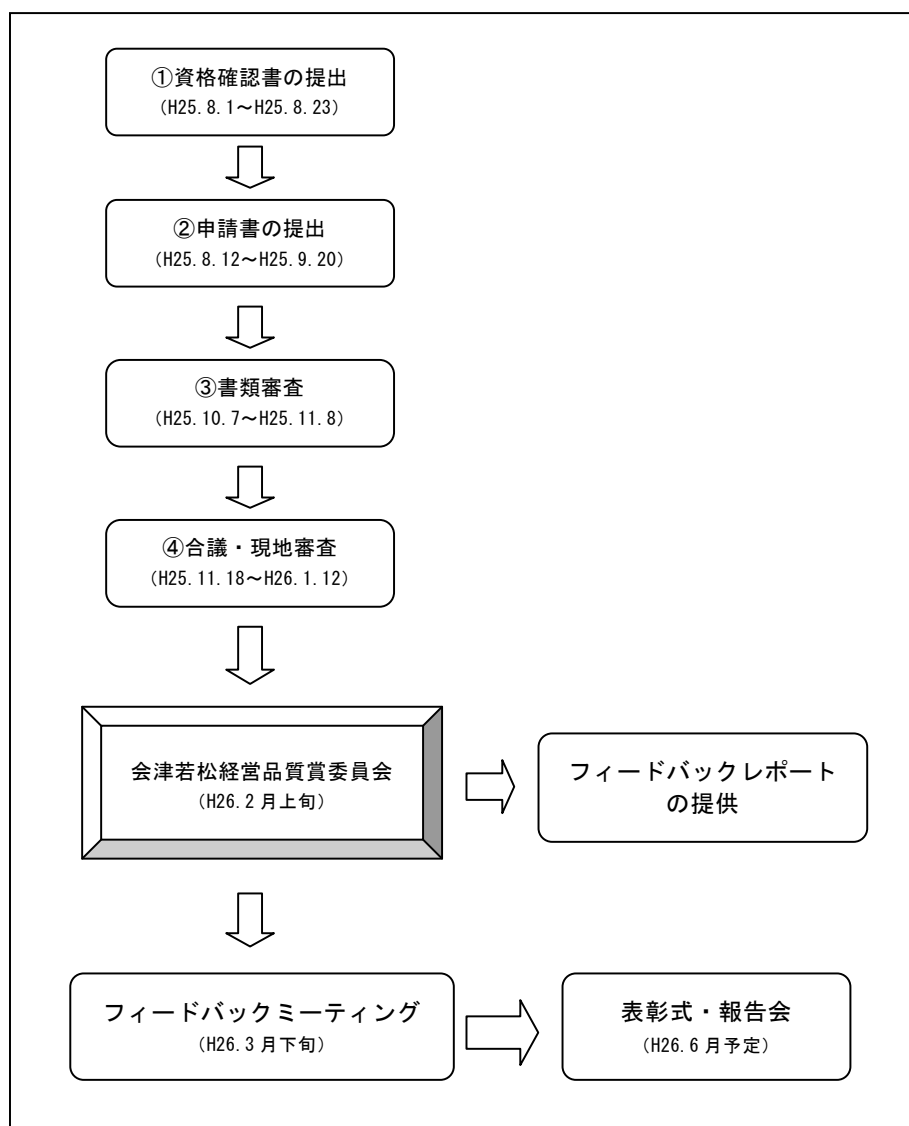 ①資格確認書の提出
（H25.8.1～H25.8.23）
②申請書の提出
（H25.8.12～H25.9.20）
③書類審査
（H25.10.7～H25.11.8）
④合議・現地審査
（H25.11.18～H26.1.12）
会津若松経営品質賞委員会
（H26.2月上旬）
フィードバックレポート
の提供
フィードバックミーティング
（H26.3月下旬）
表彰式・報告会
（H26.6月予定）